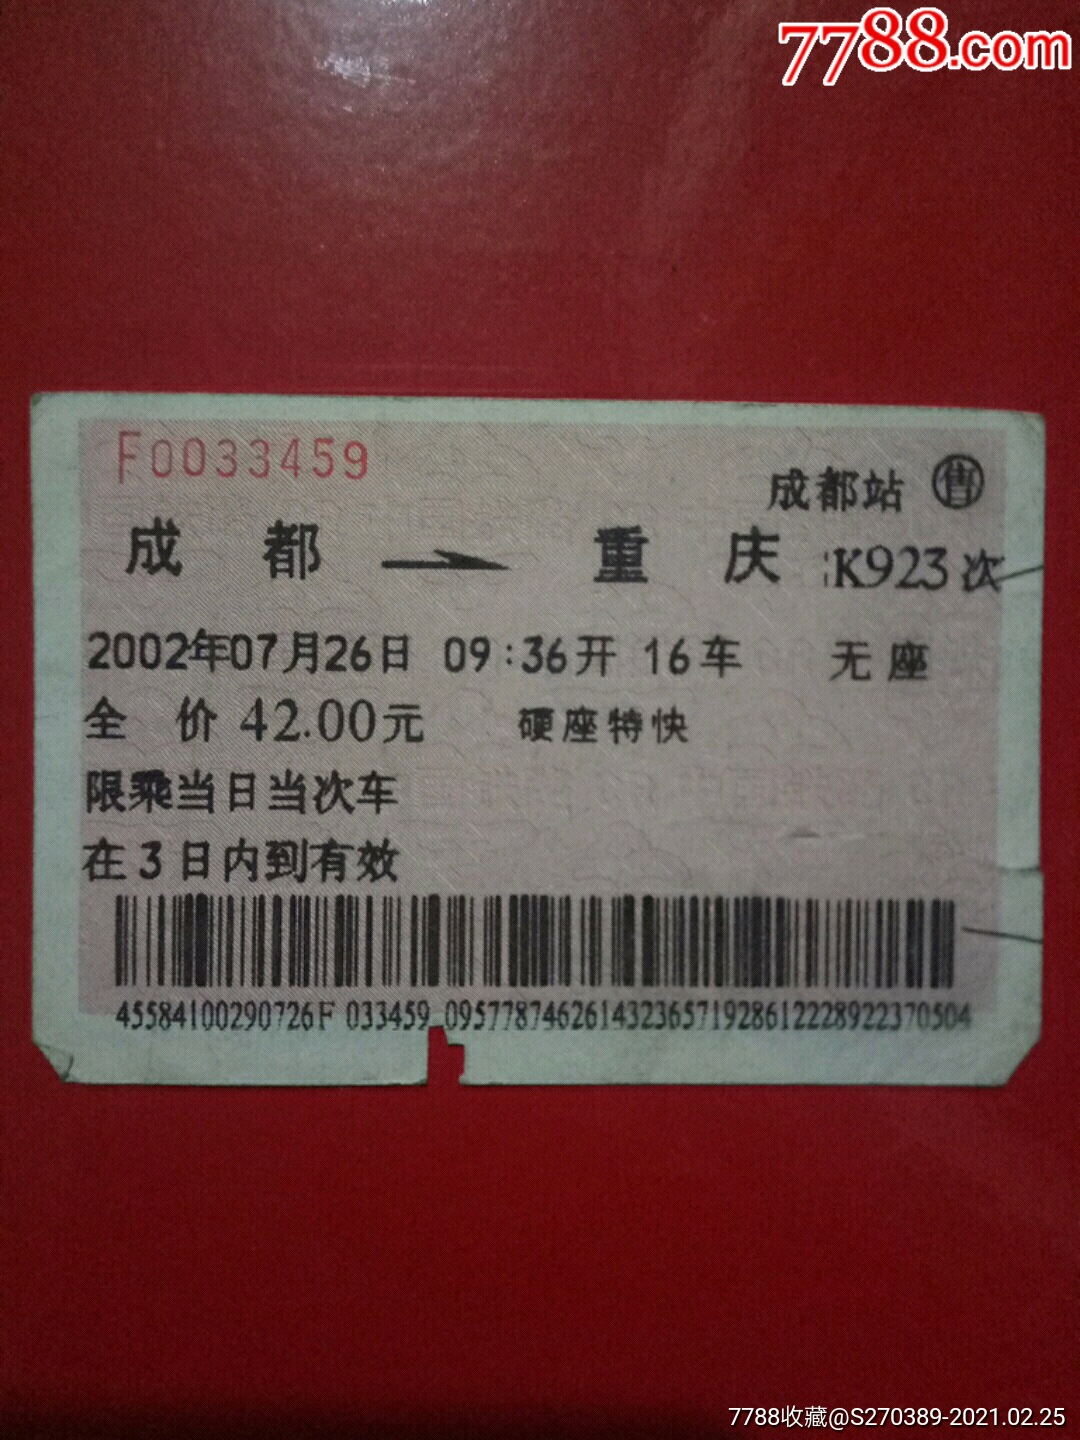 7788.com
F0033459
成都站 售
成都 → 重庆 K923次
2002年07月26日 09:36开 16车 无座
全 价 42.00元 硬座特快
限乘当日当次车
在3日内到有效
45584100290726F 033459 09577874626143236571928612228922370504
7788收藏@S270389-2021.02.25